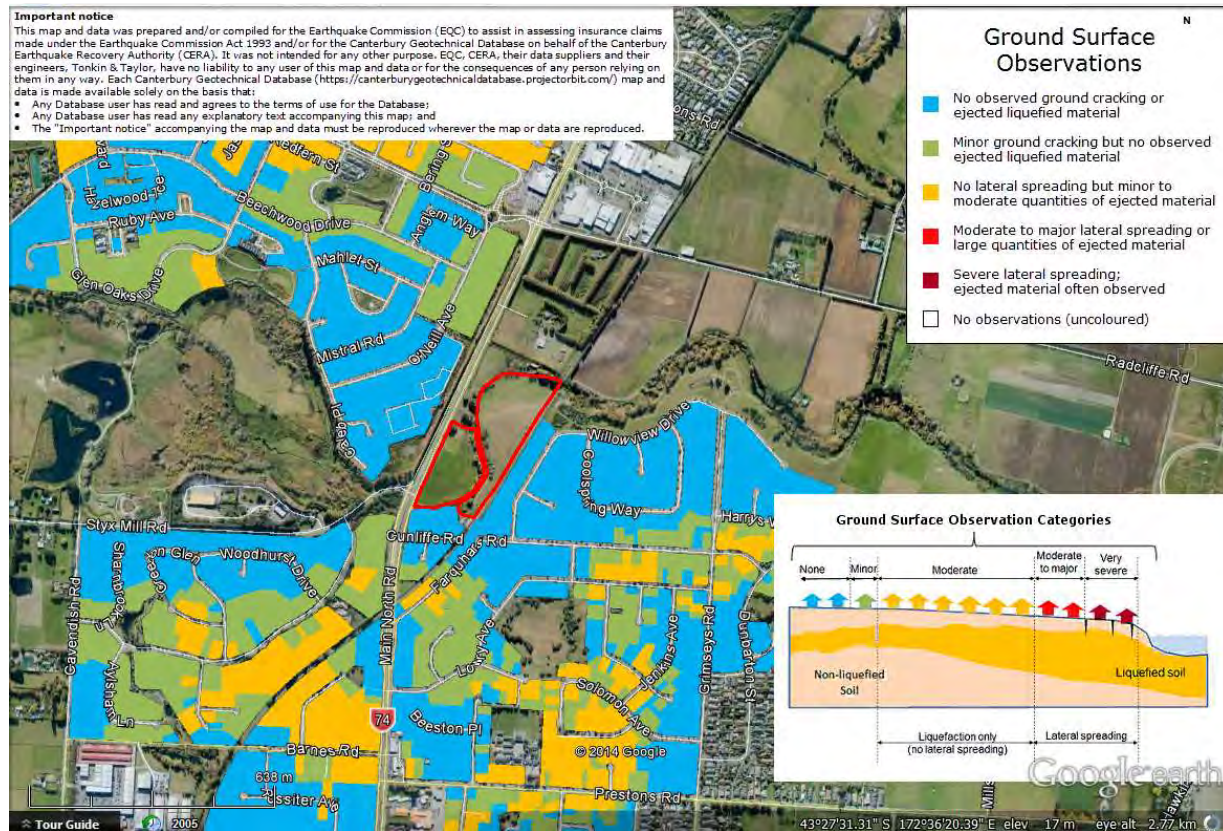 Important notice
This map and data was prepared and/or compiled for the Earthquake Commission (EQC) to assist in assessing insurance claims
made under the Earthquake Commission Act 1993 and/or for the Canterbury Geotechnical Database on behalf of the Canterbury
Earthquake Recovery Authority (CERA). It was not intended for any other purpose. EQC, CERA, their data suppliers and their
engineers, Tonkin & Taylor, have no liability to any user of this map and data or for the consequences of any person relying on
them in any way. Each Canterbury Geotechnical Database (https://canterburygeotechnicaldatabase.projectorbit.com/) map and
data is made available solely on the basis that:
• Any Database user has read and agrees to the terms of use for the Database;
• Any Database user has read any explanatory text accompanying this map; and
• The "Important notice" accompanying the map and data must be reproduced wherever the map or data are reproduced.
N
Ground Surface
Observations
No observed ground cracking or
ejected liquefied material
Minor ground cracking but no observed
ejected liquefied material
No lateral spreading but minor to
moderate quantities of ejected material
Moderate to major lateral spreading or
large quantities of ejected material
Severe lateral spreading;
ejected material often observed
No observations (uncoloured)
ons Rd
Redfern St
Bering S
Ruby Ave
Beechwood Drive
Mahlet St
Glen Oaks Drive
Mistral Rd
O'Neill Ave
Radcliffe Rd
Willowview Drive
Coolspring Way
Styx Mill Rd
Woodhurst Drive
Cunliffe Rd
Farquhars Rd
Main North Rd
Cavendish Rd
Grimseys Rd
Dunbarton St
Lowry Ave
Jenkins Ave
Solomon Ave
74
Beeston Pl
Barnes Rd
© 2014 Google
638 m
Prestons Rd
Ground Surface Observation Categories
None
Minor
Moderate
Moderate
to major
Very
severe
Non-liquefied
Soil
Liquefied soil
Liquefaction only
(no lateral spreading)
Lateral spreading
Google earth
Tour Guide
2005
43°27'31.31" S 172°36'20.39" E elev 17 m eye alt 2.77 km